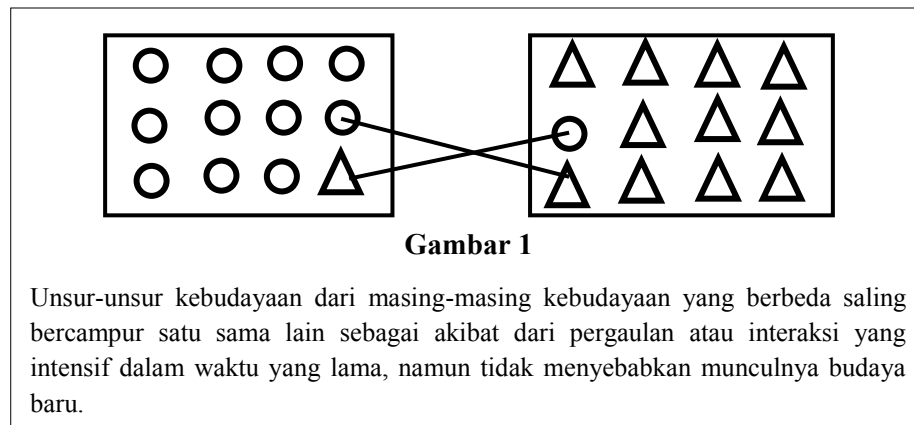 Gambar 1
Unsur-unsur kebudayaan dari masing-masing kebudayaan yang berbeda saling
bercampur satu sama lain sebagai akibat dari pergaulan atau interaksi yang
intensif dalam waktu yang lama, namun tidak menyebabkan munculnya budaya
baru.